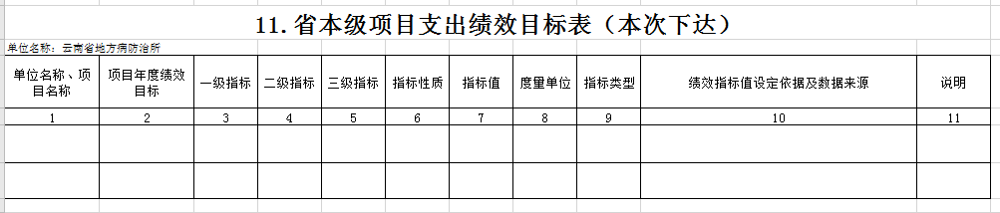 11.省本级项目支出绩效目标表（本次下达）
单位名称：云南省地方病防治所
单位名称、项目名称 项目年度绩效目标 一级指标 二级指标 三级指标 指标性质 指标值 度量单位 指标类型 绩效指标值设定依据及数据来源 说明
1 2 3 4 5 6 7 8 9 10 11